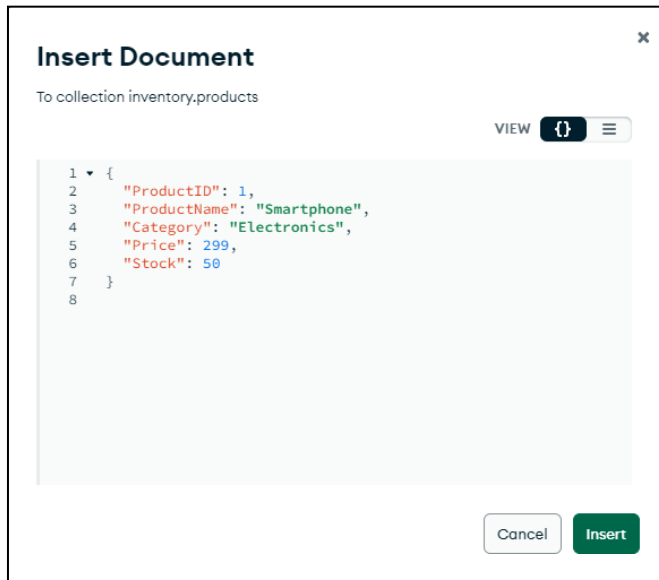 Insert Document
To collection inventory.products
VIEW {}
1 {
2 "ProductID": 1,
3 "ProductName": "Smartphone",
4 "Category": "Electronics",
5 "Price": 299,
6 "Stock": 50
7 }
8
Cancel Insert